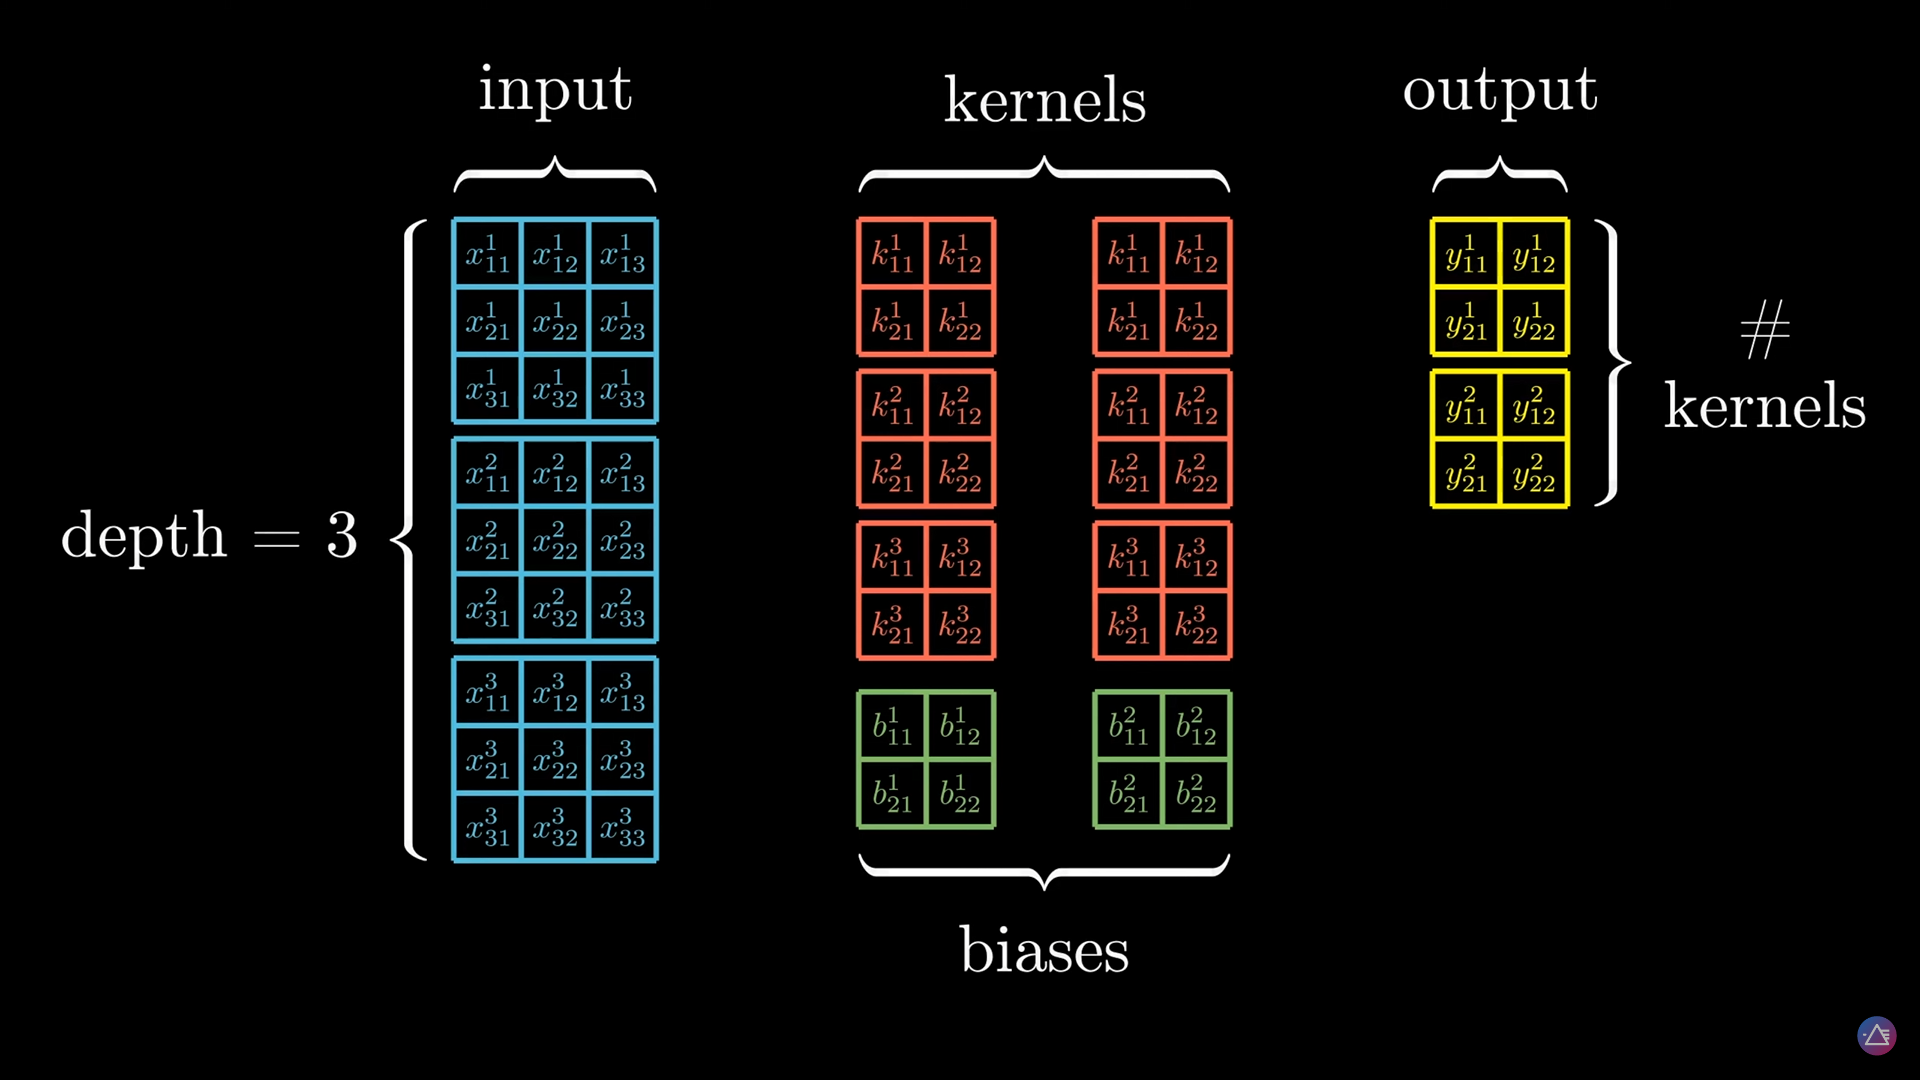 input
kernels
output
x¹₁₁ x¹₁₂ x¹₁₃
x¹₂₁ x¹₂₂ x¹₂₃
x¹₃₁ x¹₃₂ x¹₃₃
x²₁₁ x²₁₂ x²₁₃
x²₂₁ x²₂₂ x²₂₃
x²₃₁ x²₃₂ x²₃₃
x³₁₁ x³₁₂ x³₁₃
x³₂₁ x³₂₂ x³₂₃
x³₃₁ x³₃₂ x³₃₃
depth = 3
k¹₁₁ k¹₁₂
k¹₂₁ k¹₂₂
k²₁₁ k²₁₂
k²₂₁ k²₂₂
k³₁₁ k³₁₂
k³₂₁ k³₂₂
b¹₁₁ b¹₁₂
b¹₂₁ b¹₂₂
k¹₁₁ k¹₁₂
k¹₂₁ k¹₂₂
k²₁₁ k²₁₂
k²₂₁ k²₂₂
k³₁₁ k³₁₂
k³₂₁ k³₂₂
b²₁₁ b²₁₂
b²₂₁ b²₂₂
biases
y¹₁₁ y¹₁₂
y¹₂₁ y¹₂₂
y²₁₁ y²₁₂
y²₂₁ y²₂₂
#
kernels